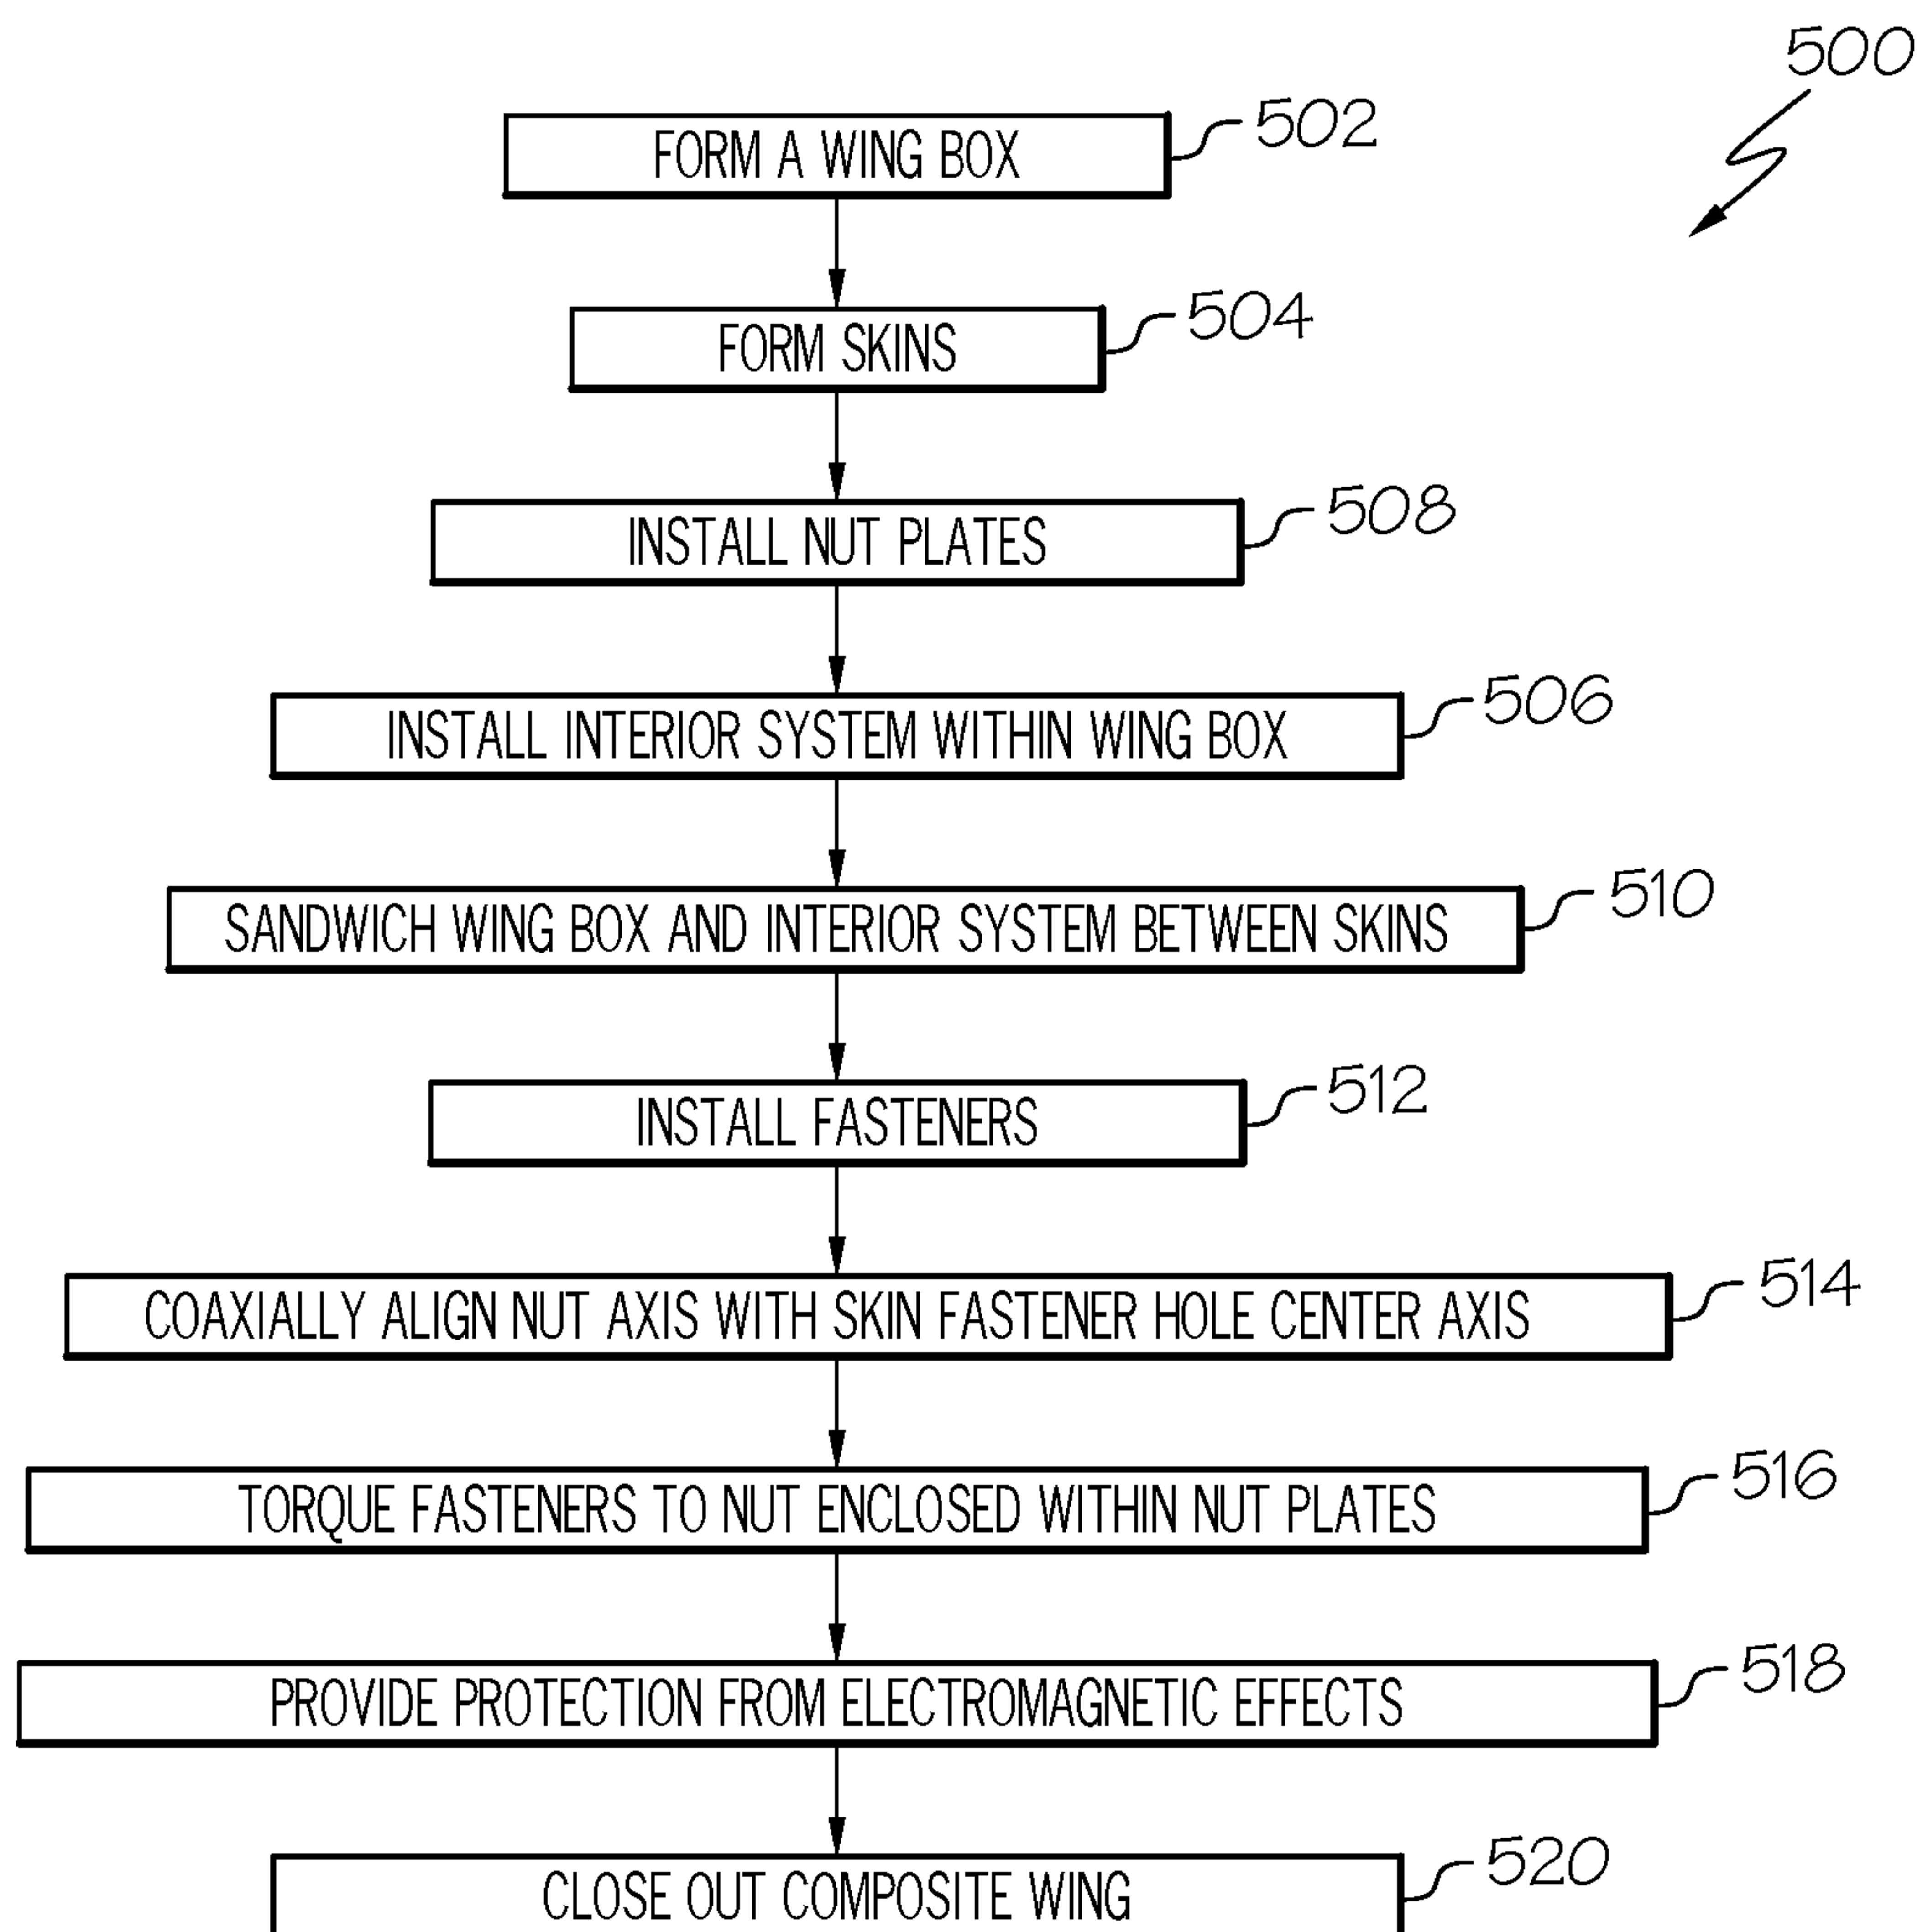 500
FORM A WING BOX 502
FORM SKINS 504
INSTALL NUT PLATES 508
INSTALL INTERIOR SYSTEM WITHIN WING BOX 506
SANDWICH WING BOX AND INTERIOR SYSTEM BETWEEN SKINS 510
INSTALL FASTENERS 512
COAXIALLY ALIGN NUT AXIS WITH SKIN FASTENER HOLE CENTER AXIS 514
TORQUE FASTENERS TO NUT ENCLOSED WITHIN NUT PLATES 516
PROVIDE PROTECTION FROM ELECTROMAGNETIC EFFECTS 518
CLOSE OUT COMPOSITE WING 520